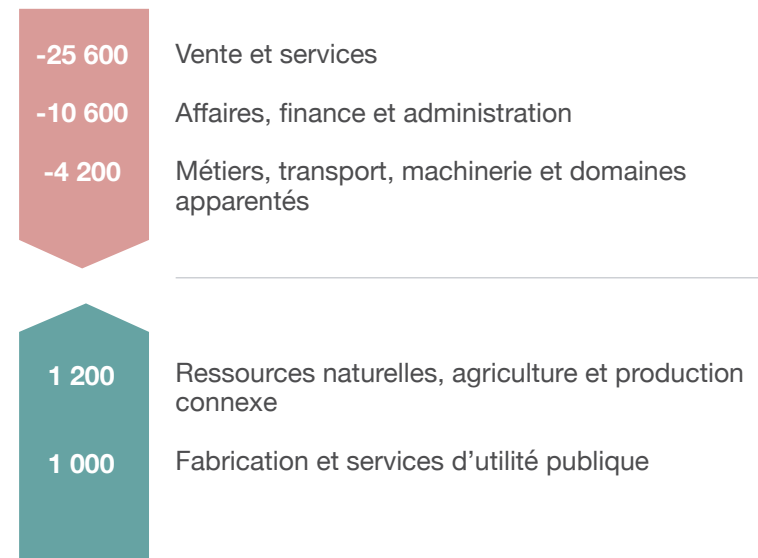 -25 600 Vente et services
-10 600 Affaires, finance et administration
-4 200 Métiers, transport, machinerie et domaines
apparentés
1 200 Ressources naturelles, agriculture et production
connexe
1 000 Fabrication et services d’utilité publique